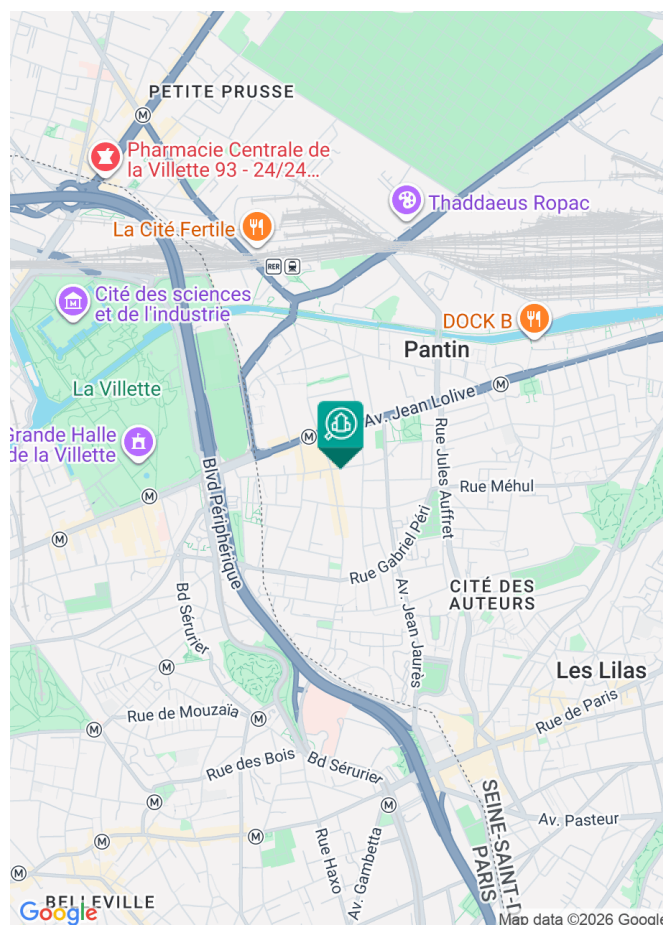 PETITE PRUSSE
M
Pharmacie Centrale de
la Villette 93 - 24/24...
Thaddaeus Ropac
La Cité Fertile
RER
Cité des sciences
et de l'industrie
DOCK B
Pantin
La Villette
M
Av. Jean Lolive
M
Grande Halle
de la Villette
Rue Jules Auffret
Blvd Périphérique
Rue Méhul
M
M
Rue Gabriel Péri
CITÉ DES
AUTEURS
Av. Jean Jaurès
Bd Sérurier
M
Les Lilas
Rue de Paris
Rue de Mouzaïa
M
M
Rue des Bois
Bd Sérurier
M
M
Av. Pasteur
SEINE-SAINT-D
PARIS
Rue Haxo
Av. Gambetta
M
M
M
BELLEVILLE
Google
Map data ©2026 Google